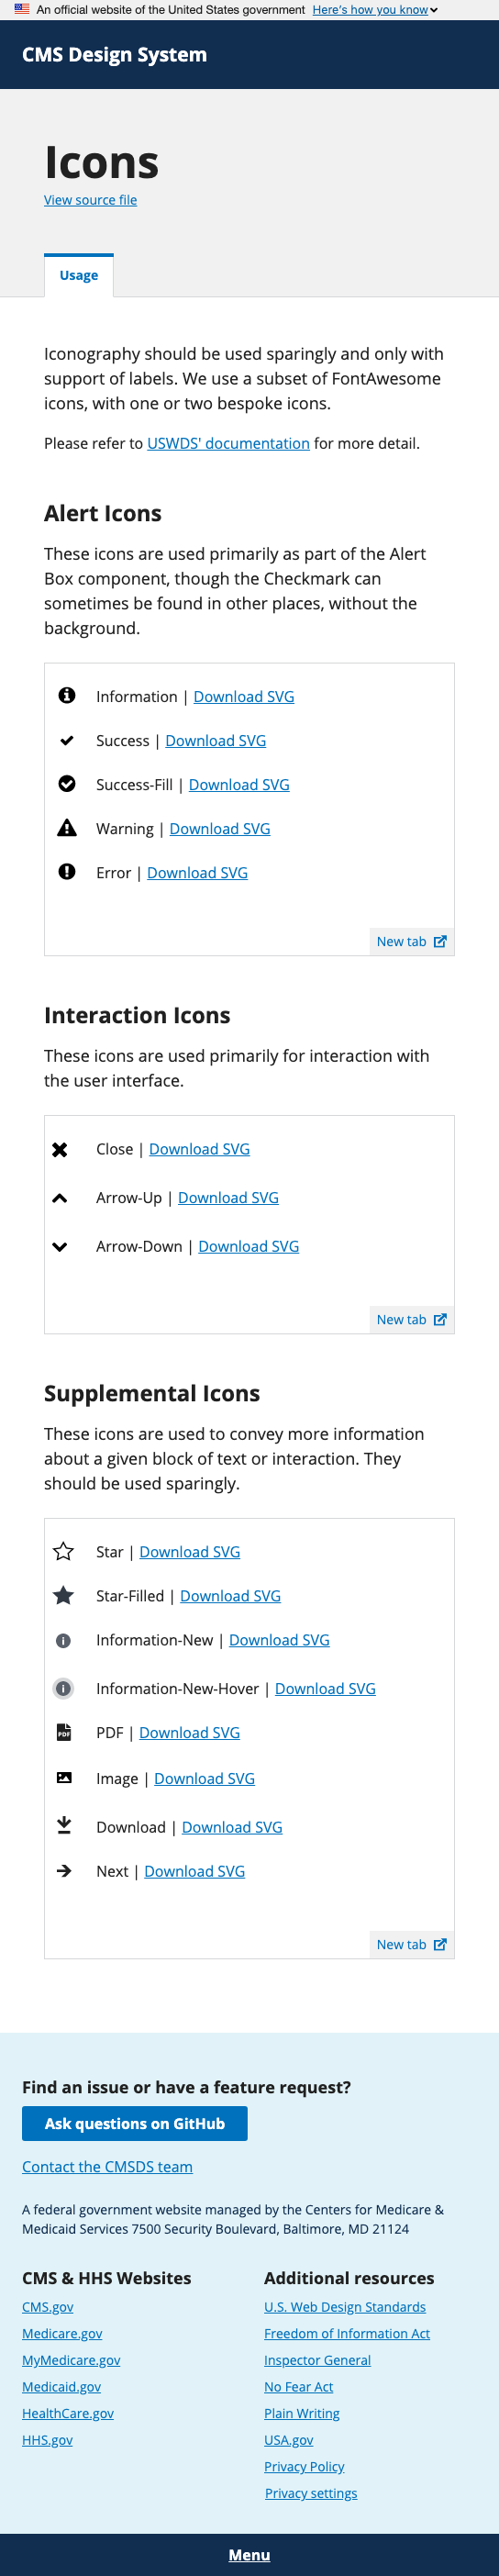 An official website of the United States government Here's how you know
CMS Design System
Icons
View source file
Usage
Iconography should be used sparingly and only with
support of labels. We use a subset of FontAwesome
icons, with one or two bespoke icons.
Please refer to USWDS' documentation for more detail.
Alert Icons
These icons are used primarily as part of the Alert
Box component, though the Checkmark can
sometimes be found in other places, without the
background.
Information | Download SVG
Success | Download SVG
Success-Fill | Download SVG
Warning | Download SVG
Error | Download SVG
New tab
Interaction Icons
These icons are used primarily for interaction with
the user interface.
Close | Download SVG
Arrow-Up | Download SVG
Arrow-Down | Download SVG
New tab
Supplemental Icons
These icons are used to convey more information
about a given block of text or interaction. They
should be used sparingly.
Star | Download SVG
Star-Filled | Download SVG
Information-New | Download SVG
Information-New-Hover | Download SVG
PDF | Download SVG
Image | Download SVG
Download | Download SVG
Next | Download SVG
New tab
Find an issue or have a feature request?
Ask questions on GitHub
Contact the CMSDS team
A federal government website managed by the Centers for Medicare &
Medicaid Services 7500 Security Boulevard, Baltimore, MD 21124
CMS & HHS Websites
CMS.gov
Medicare.gov
MyMedicare.gov
Medicaid.gov
HealthCare.gov
HHS.gov
Additional resources
U.S. Web Design Standards
Freedom of Information Act
Inspector General
No Fear Act
Plain Writing
USA.gov
Privacy Policy
Privacy settings
Menu